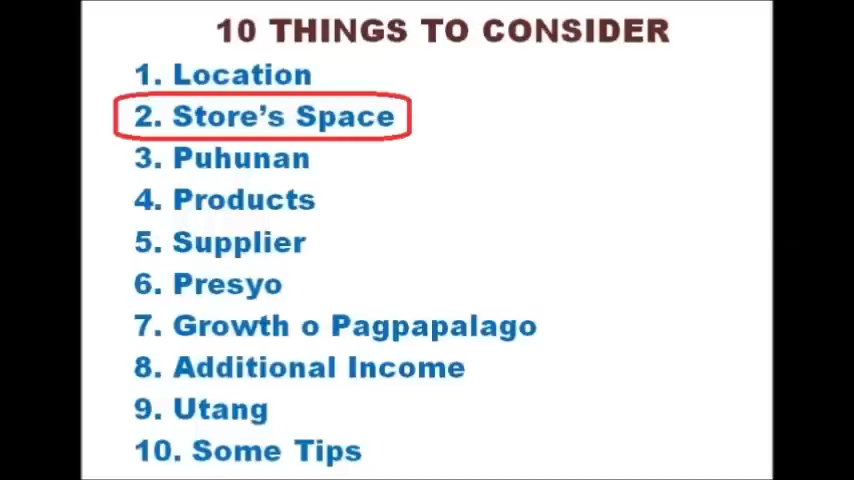 10 THINGS TO CONSIDER
1. Location
2. Store’s Space
3. Puhunan
4. Products
5. Supplier
6. Presyo
7. Growth o Pagpapalago
8. Additional Income
9. Utang
10. Some Tips